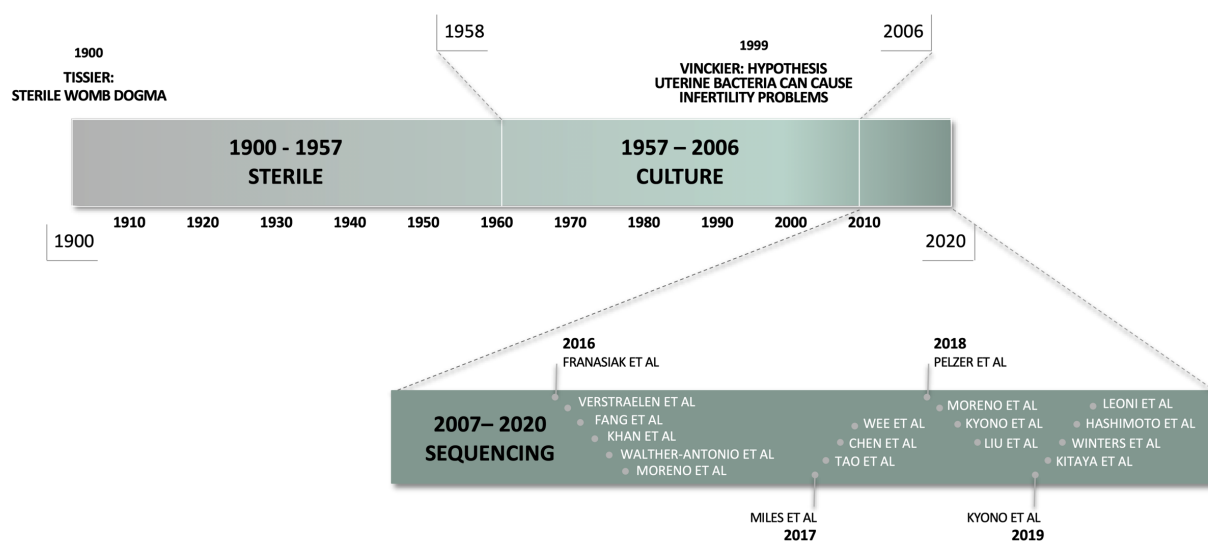 1958
2006
1900
TISSIER:
STERILE WOMB DOGMA
1999
VINCKIER: HYPOTHESIS
UTERINE BACTERIA CAN CAUSE
INFERTILITY PROBLEMS
1900 - 1957
STERILE
1957 – 2006
CULTURE
1910 1920 1930 1940 1950 1960 1970 1980 1990 2000 2010
1900
2020
2016
FRANASIAK ET AL
2018
PELZER ET AL
2007– 2020
SEQUENCING
VERSTRAELEN ET AL
FANG ET AL
KHAN ET AL
WALTHER-ANTONIO ET AL
MORENO ET AL
WEE ET AL
CHEN ET AL
TAO ET AL
MORENO ET AL
KYONO ET AL
LIU ET AL
LEONI ET AL
HASHIMOTO ET AL
WINTERS ET AL
KITAYA ET AL
MILES ET AL
2017
KYONO ET AL
2019